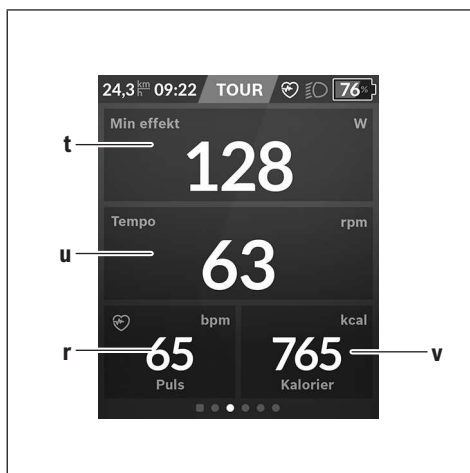 24,3 km/h 09:22 TOUR 76%
Min effekt W
t
128
Tempo rpm
u
63
bpm kcal
r 65 765 v
Puls Kalorier